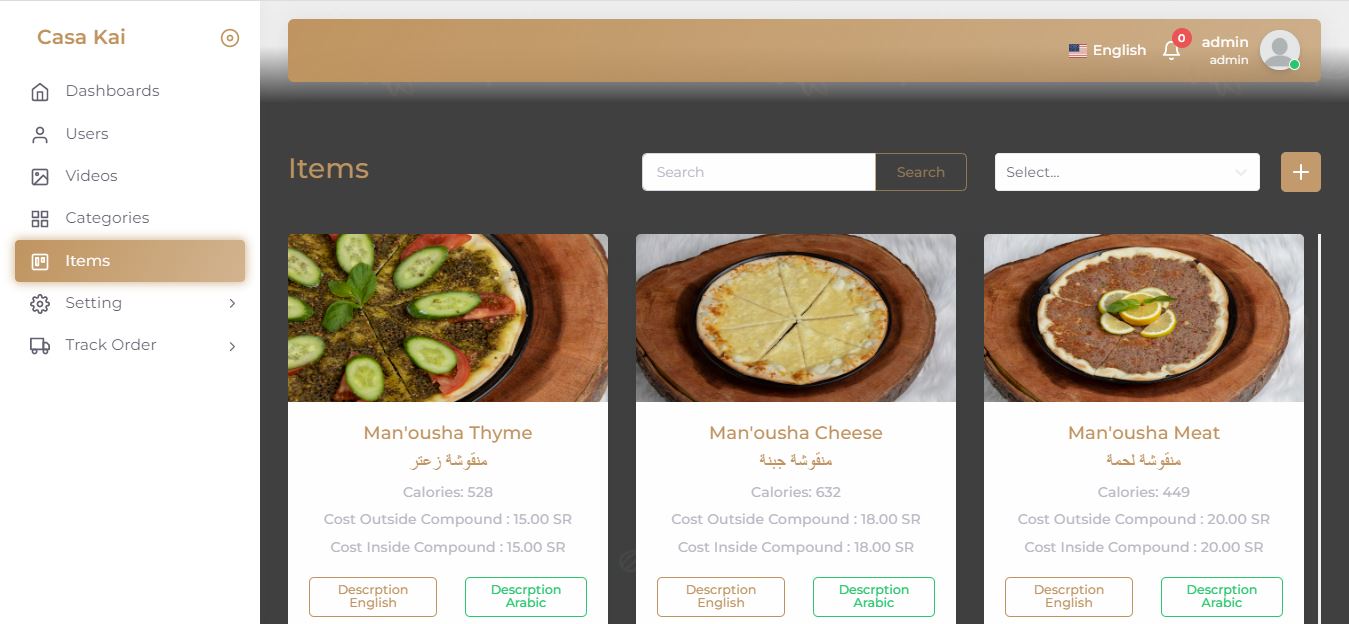 Casa Kai
English
0
admin
admin
Dashboards
Users
Videos
Categories
Items
Setting
Track Order
Items
Search
Search
Select...
Man'ousha Thyme
منقوشة زعتر
Calories: 528
Cost Outside Compound : 15.00 SR
Cost Inside Compound : 15.00 SR
Descrption
English
Descrption
Arabic
Man'ousha Cheese
منقوشة جبنة
Calories: 632
Cost Outside Compound : 18.00 SR
Cost Inside Compound : 18.00 SR
Descrption
English
Descrption
Arabic
Man'ousha Meat
منقوشة لحمة
Calories: 449
Cost Outside Compound : 20.00 SR
Cost Inside Compound : 20.00 SR
Descrption
English
Descrption
Arabic